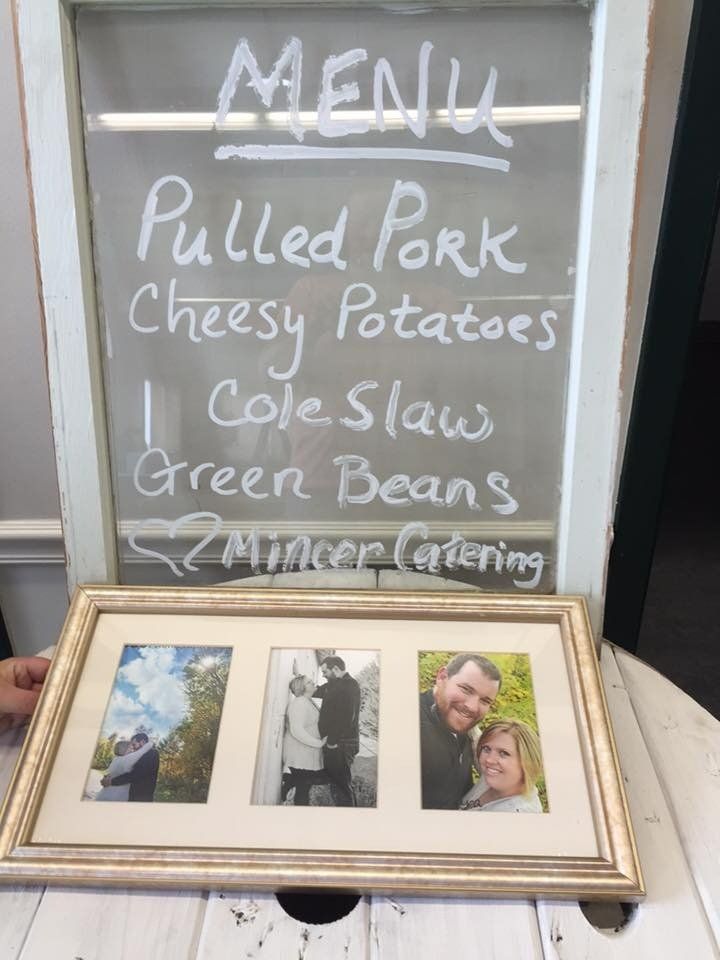 MENU
Pulled Pork
Cheesy Potatoes
Cole Slaw
Green Beans
Mincer Catering